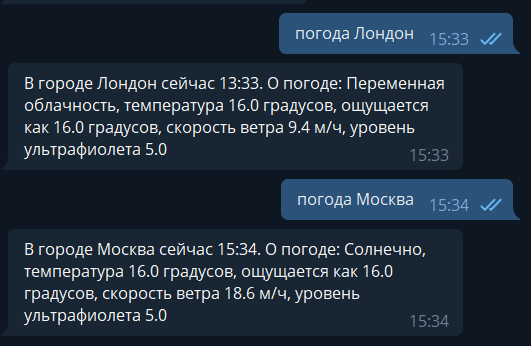 погода Лондон 15:33
В городе Лондон сейчас 13:33. О погоде: Переменная
облачность, температура 16.0 градусов, ощущается
как 16.0 градусов, скорость ветра 9.4 м/ч, уровень
ультрафиолета 5.0
15:33
погода Москва 15:34
В городе Москва сейчас 15:34. О погоде: Солнечно,
температура 16.0 градусов, ощущается как 16.0
градусов, скорость ветра 18.6 м/ч, уровень
ультрафиолета 5.0
15:34